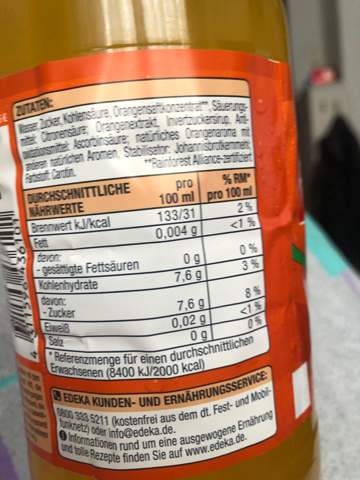 ZUTATEN:
Wasser, Zucker, Kohlensäure, Orangensaftkonzentrat**, Säuerungs-
mittel: Citronensäure; Orangenextrakt, Invertzuckersirup, Anti-
oxidationsmittel: Ascorbinsäure; natürliches Orangenaroma mit
anderen natürlichen Aromen, Stabilisator: Johannisbrotkernmehl;
Farbstoff: Carotin. **Rainforest Alliance-zertifiziert
DURCHSCHNITTLICHE NÄHRWERTE pro 100 ml % RM* pro 100 ml
Brennwert kJ/kcal 133/31 2 %
Fett 0,004 g <1 %
davon:
- gesättigte Fettsäuren 0 g 0 %
Kohlenhydrate 7,6 g 3 %
davon:
- Zucker 7,6 g 8 %
Eiweiß 0,02 g <1 %
Salz 0 g 0 %
* Referenzmenge für einen durchschnittlichen
Erwachsenen (8400 kJ/2000 kcal)
EDEKA KUNDEN- UND ERNÄHRUNGSSERVICE:
0800 333 5211 (kostenfrei aus dem dt. Fest- und Mobil-
funknetz) oder info@edeka.de.
Informationen rund um eine ausgewogene Ernährung
und tolle Rezepte finden Sie auf www.edeka.de.